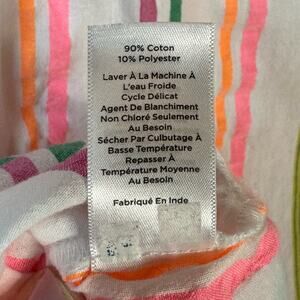 90% Coton
10% Polyester
Laver À La Machine À
L'eau Froide
Cycle Délicat
Agent De Blanchiment
Non Chloré Seulement
Au Besoin
Sécher Par Culbutage À
Basse Température
Repasser À
Température Moyenne
Au Besoin
Fabriqué En Inde